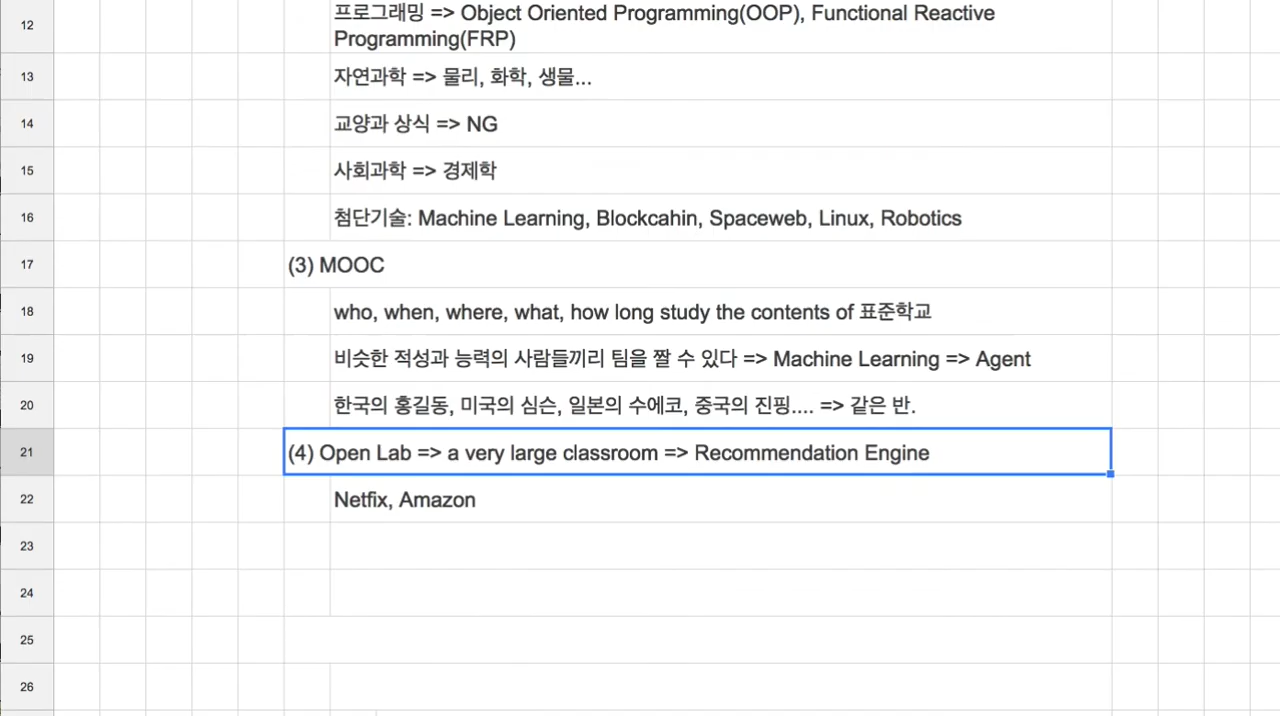 12
프로그래밍 => Object Oriented Programming(OOP), Functional Reactive
Programming(FRP)
13
자연과학 => 물리, 화학, 생물...
14
교양과 상식 => NG
15
사회과학 => 경제학
16
첨단기술: Machine Learning, Blockcahin, Spaceweb, Linux, Robotics
17
(3) MOOC
18
who, when, where, what, how long study the contents of 표준학교
19
비슷한 적성과 능력의 사람들끼리 팀을 짤 수 있다 => Machine Learning => Agent
20
한국의 홍길동, 미국의 심슨, 일본의 수에코, 중국의 진핑.... => 같은 반.
21
(4) Open Lab => a very large classroom => Recommendation Engine
22
Netfix, Amazon
23
24
25
26